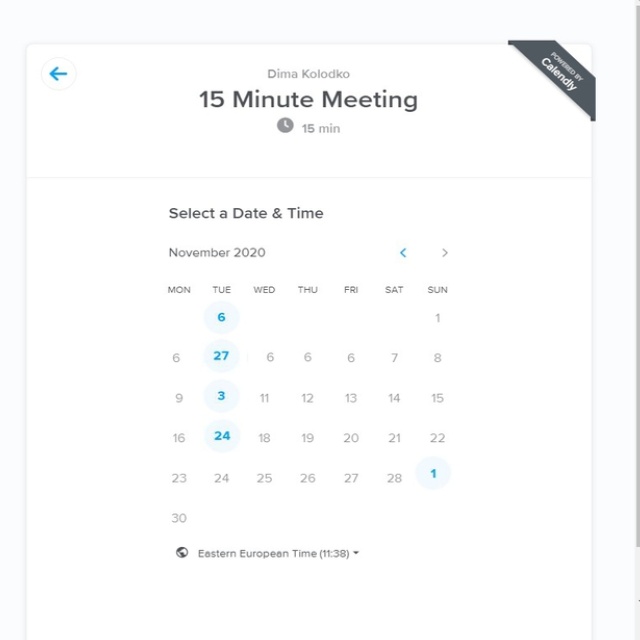 Dima Kolodko
POWERED BY
Calendly
15 Minute Meeting
15 min
Select a Date & Time
November 2020
MON TUE WED THU FRI SAT SUN
6 1
6 27 6 6 6 7 8
9 3 11 12 13 14 15
16 24 18 19 20 21 22
23 24 25 26 27 28 1
30
Eastern European Time (11:38)